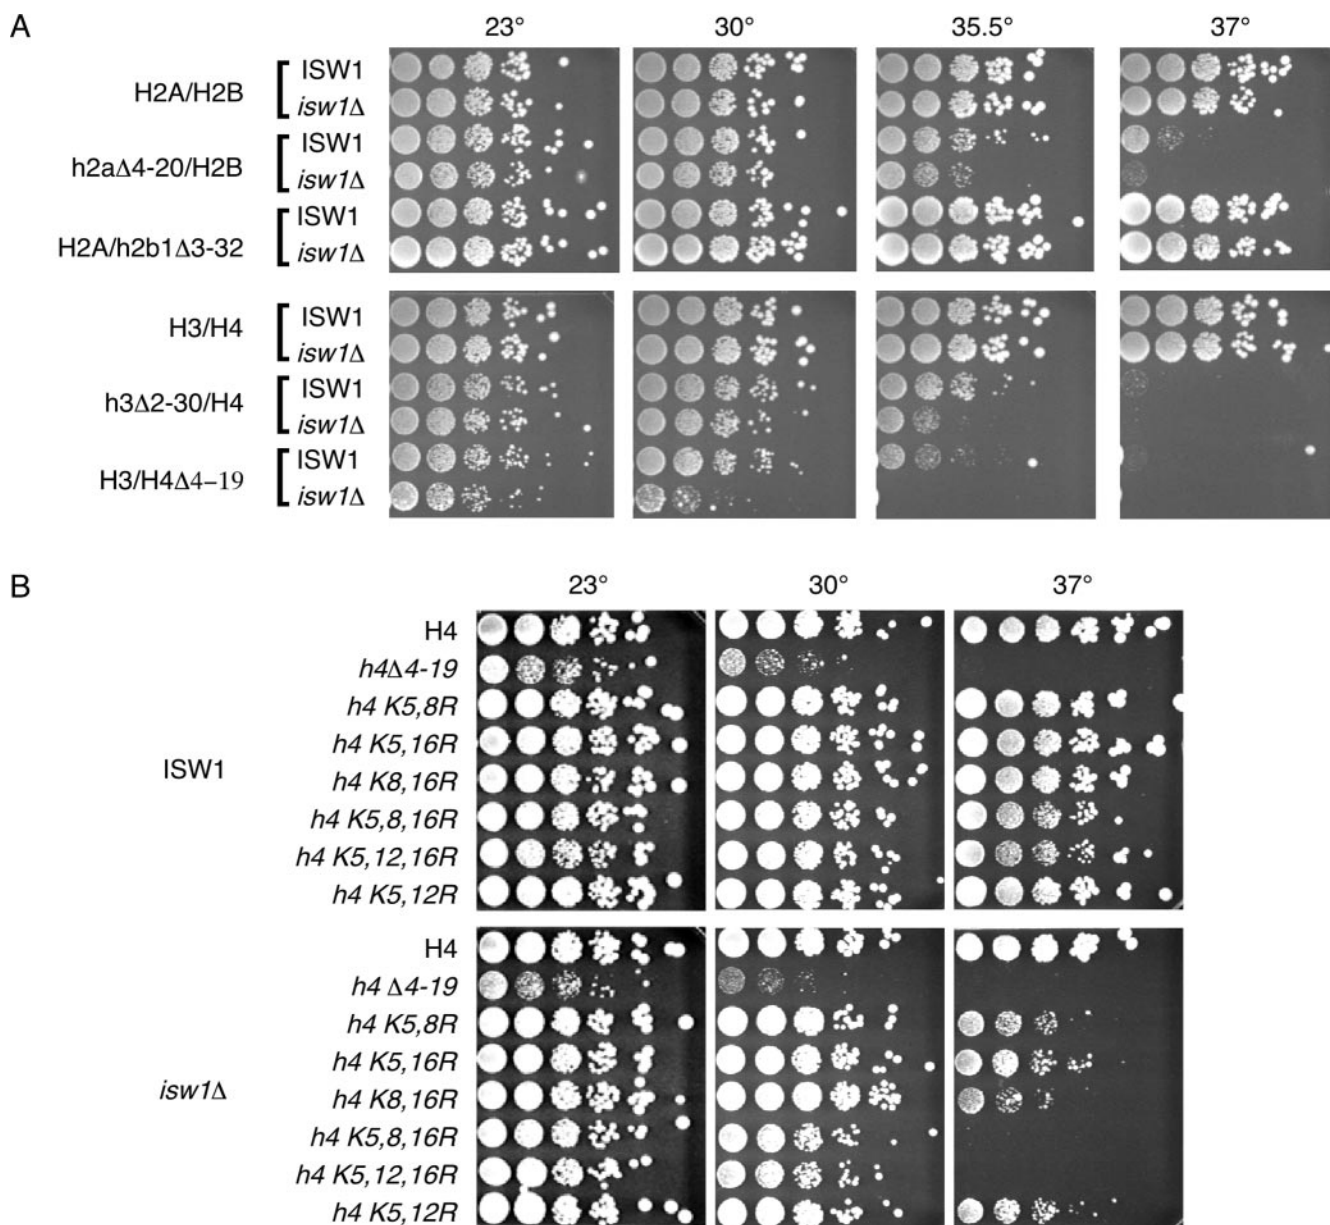 A
23° 30° 35.5° 37°
H2A/H2B
ISW1
isw1Δ
h2aΔ4-20/H2B
ISW1
isw1Δ
H2A/h2b1Δ3-32
ISW1
isw1Δ
H3/H4
ISW1
isw1Δ
h3Δ2-30/H4
ISW1
isw1Δ
H3/H4Δ4–19
ISW1
isw1Δ
B
23° 30° 37°
ISW1
H4
h4Δ4-19
h4 K5,8R
h4 K5,16R
h4 K8,16R
h4 K5,8,16R
h4 K5,12,16R
h4 K5,12R
isw1Δ
H4
h4 Δ4-19
h4 K5,8R
h4 K5,16R
h4 K8,16R
h4 K5,8,16R
h4 K5,12,16R
h4 K5,12R